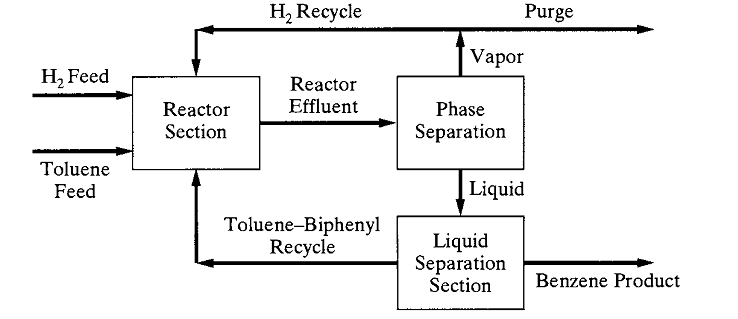 H₂ Recycle
Purge
Vapor
H₂ Feed
Reactor
Effluent
Reactor
Section
Phase
Separation
Toluene
Feed
Liquid
Toluene–Biphenyl
Recycle
Liquid
Separation
Section
Benzene Product